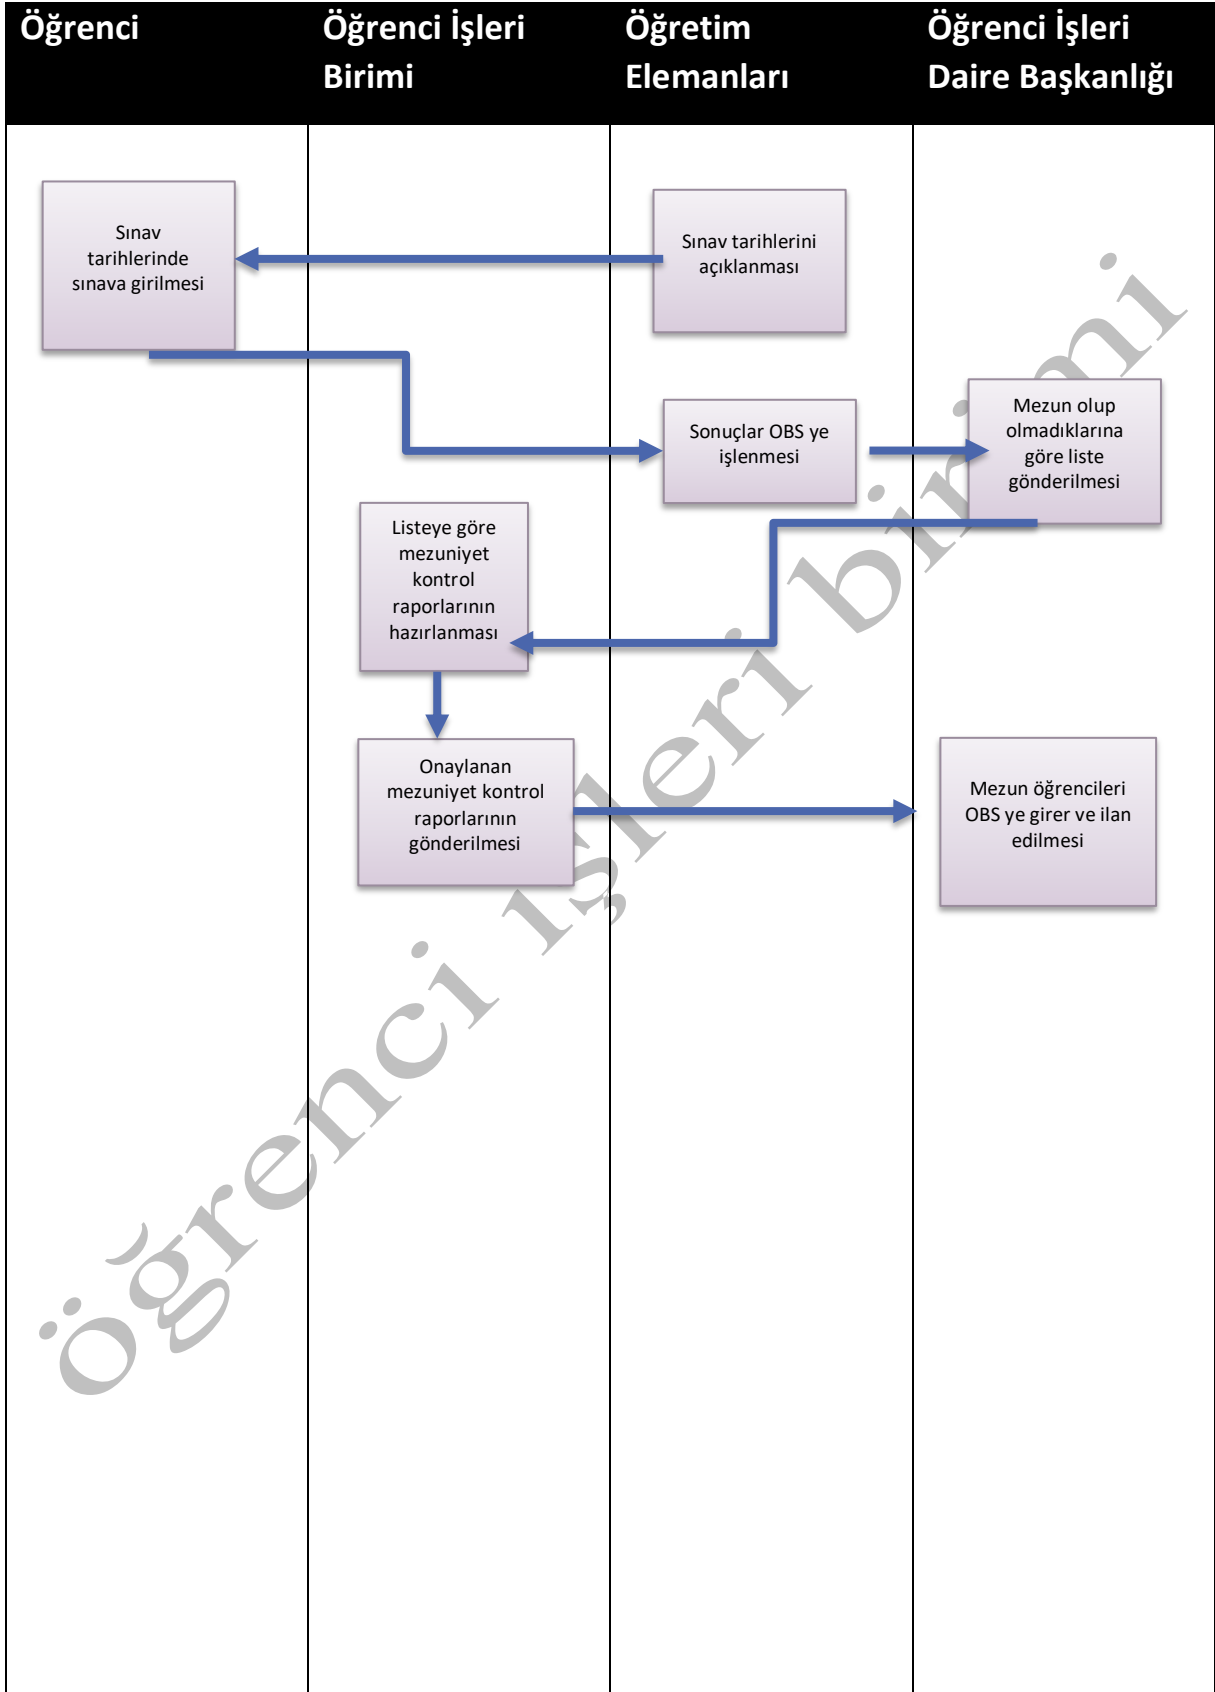 Öğrenci
Öğrenci İşleri
Birimi
Öğretim
Elemanları
Öğrenci İşleri
Daire Başkanlığı
Sınav
tarihlerinde
sınava girilmesi
Sınav tarihlerini
açıklanması
Sonuçlar OBS ye
işlenmesi
Mezun olup
olmadıklarına
göre liste
gönderilmesi
Listeye göre
mezuniyet
kontrol
raporlarının
hazırlanması
Onaylanan
mezuniyet kontrol
raporlarının
gönderilmesi
Mezun öğrencileri
OBS ye girer ve ilan
edilmesi
öğrenci işleri birimi